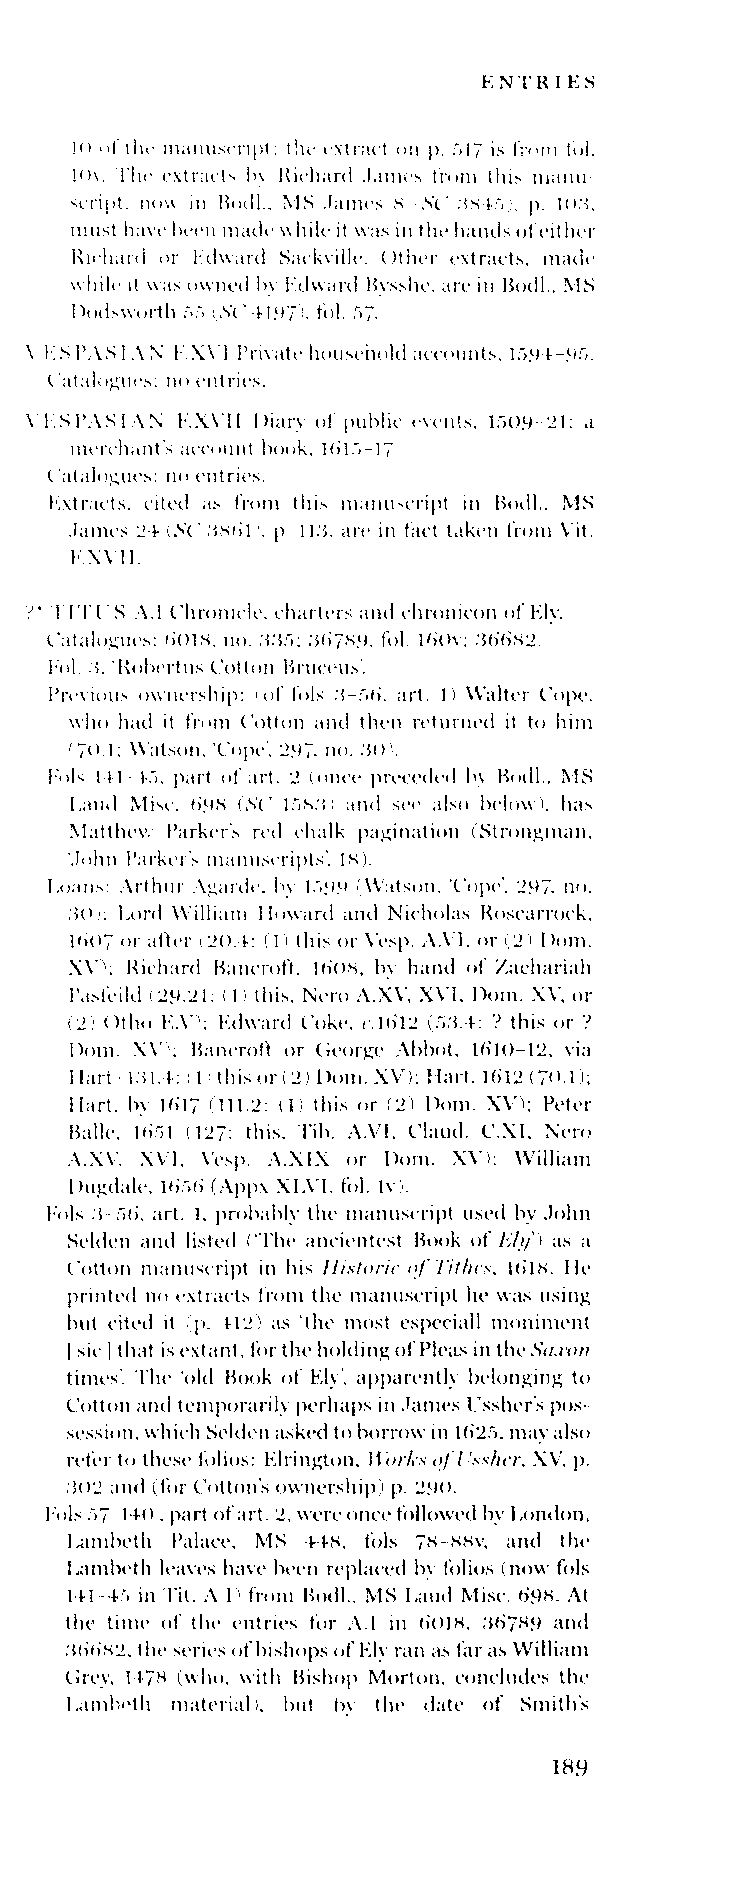 ENTRIES
10 of the manuscript; the extract on p. 517 is from fol.
10v. The extracts by Richard James from this manu-
script, now in Bodl., MS James 8 (SC 3845), p. 103,
must have been made while it was in the hands of either
Richard or Edward Sackville. Other extracts, made
while it was owned by Edward Bysshe, are in Bodl., MS
Dodsworth 55 (SC 4197), fol. 57.
VESPASIAN F.XVI Private household accounts, 1594–95.
Catalogues: no entries.
VESPASIAN F.XVII Diary of public events, 1509–21; a
merchant's account book, 1615–17
Catalogues: no entries.
Extracts, cited as from this manuscript in Bodl., MS
James 24 (SC 3861), p. 113, are in fact taken from Vit.
F.XVII.
?* TITUS A.I Chronicle, charters and chronicon of Ely.
Catalogues: 6018, no. 335; 36789, fol. 160v; 36682.
Fol. 3, 'Robertus Cotton Bruceus'.
Previous ownership: (of fols 3–56, art. 1) Walter Cope,
who had it from Cotton and then returned it to him
(70.1; Watson, 'Cope', 297, no. 30).
Fols 141–45, part of art. 2 (once preceded by Bodl., MS
Laud Misc. 698 (SC 1583) and see also below), has
Matthew Parker's red chalk pagination (Strongman,
'John Parker's manuscripts', 18).
Loans: Arthur Agarde, by 1599 (Watson, 'Cope', 297, no.
30); Lord William Howard and Nicholas Roscarrock,
1607 or after (20.4: (1) this or Vesp. A.VI, or (2) Dom.
XV); Richard Bancroft, 1608, by hand of Zachariah
Pasfeild (29.21: (1) this, Nero A.XV, XVI, Dom. XV, or
(2) Otho E.V); Edward Coke, c.1612 (53.4: ? this or ?
Dom. XV); Bancroft or George Abbot, 1610–12, via
Hart (131.4: (1) this or (2) Dom. XV); Hart, 1612 (70.1);
Hart, by 1617 (111.2: (1) this or (2) Dom. XV); Peter
Balle, 1651 (127: this, Tib. A.VI, Claud. C.XI, Nero
A.XV, XVI, Vesp. A.XIX or Dom. XV); William
Dugdale, 1656 (Appx XLVI, fol. 1v).
Fols 3–56, art. 1, probably the manuscript used by John
Selden and listed ('The ancientest Book of Ely') as a
Cotton manuscript in his Historie of Tithes, 1618. He
printed no extracts from the manuscript he was using
but cited it (p. 412) as 'the most especiall moniment
[sic] that is extant, for the holding of Pleas in the Saxon
times'. The 'old Book of Ely', apparently belonging to
Cotton and temporarily perhaps in James Ussher's pos-
session, which Selden asked to borrow in 1625, may also
refer to these folios: Elrington, Works of Ussher, XV, p.
302 and (for Cotton's ownership) p. 290.
Fols 57–140, part of art. 2, were once followed by London,
Lambeth Palace, MS 448, fols 78–88v, and the
Lambeth leaves have been replaced by folios (now fols
141–45 in Tit. A.I) from Bodl., MS Laud Misc. 698. At
the time of the entries for A.I in 6018, 36789 and
36682, the series of bishops of Ely ran as far as William
Grey, 1478 (who, with Bishop Morton, concludes the
Lambeth material), but by the date of Smith's
189